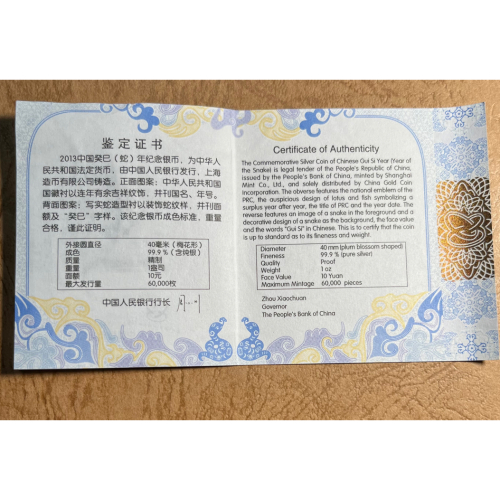 鉴定证书
2013中国癸巳（蛇）年纪念银币，为中华人
民共和国法定货币，由中国人民银行发行，上海
造币有限公司铸造。正面图案：中华人民共和国
国徽衬以连年有余吉祥纹饰，并刊国名、年号。
背面图案：写实蛇造型衬以装饰蛇纹样，并刊面
额及“癸巳”字样。该纪念银币成色标准，重量
合格，谨此证明。
外接圆直径 40毫米（梅花形）
成色 99.9％（含纯银）
质量 精制
重量 1盎司
面额 10元
最大发行量 60,000枚
中国人民银行行长
Certificate of Authenticity
The Commemorative Silver Coin of Chinese Gui Si Year (Year of
the Snake) is legal tender of the People's Republic of China,
issued by the People's Bank of China, minted by Shanghai
Mint Co., Ltd., and solely distributed by China Gold Coin
Incorporation. The obverse features the national emblem of the
PRC, the auspicious design of lotus and fish symbolizing a
surplus year after year, the title of PRC and the year date. The
reverse features an image of a snake in the foreground and a
decorative design of a snake as the background, the face value
and the words "Gui Si" in Chinese. This is to certify that the coin
is up to standard as to its fineness and weight.
Diameter 40 mm (plum blossom shaped)
Fineness 99.9 % (pure silver)
Quality Proof
Weight 1 oz
Face Value 10 Yuan
Maximum Mintage 60,000 pieces
Zhou Xiaochuan
Governor
The People's Bank of China